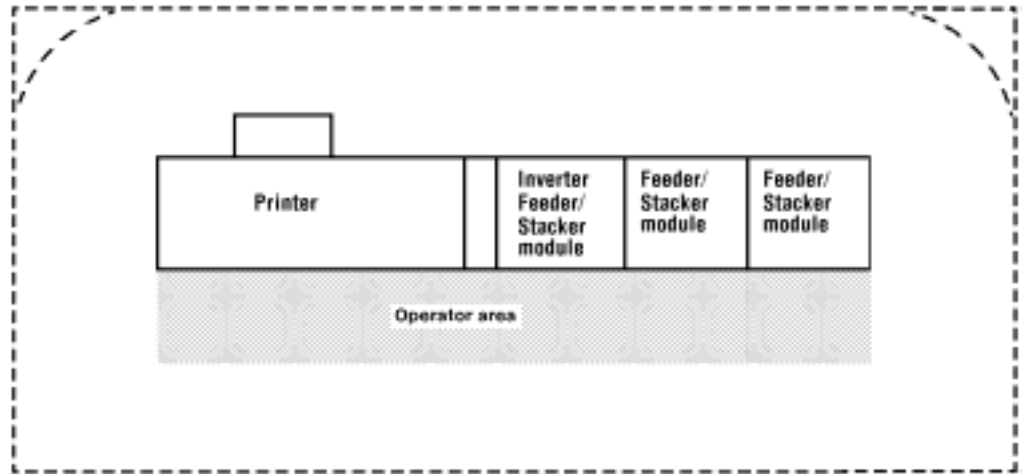 Printer
Inverter
Feeder/
Stacker
module
Feeder/
Stacker
module
Feeder/
Stacker
module
Operator area